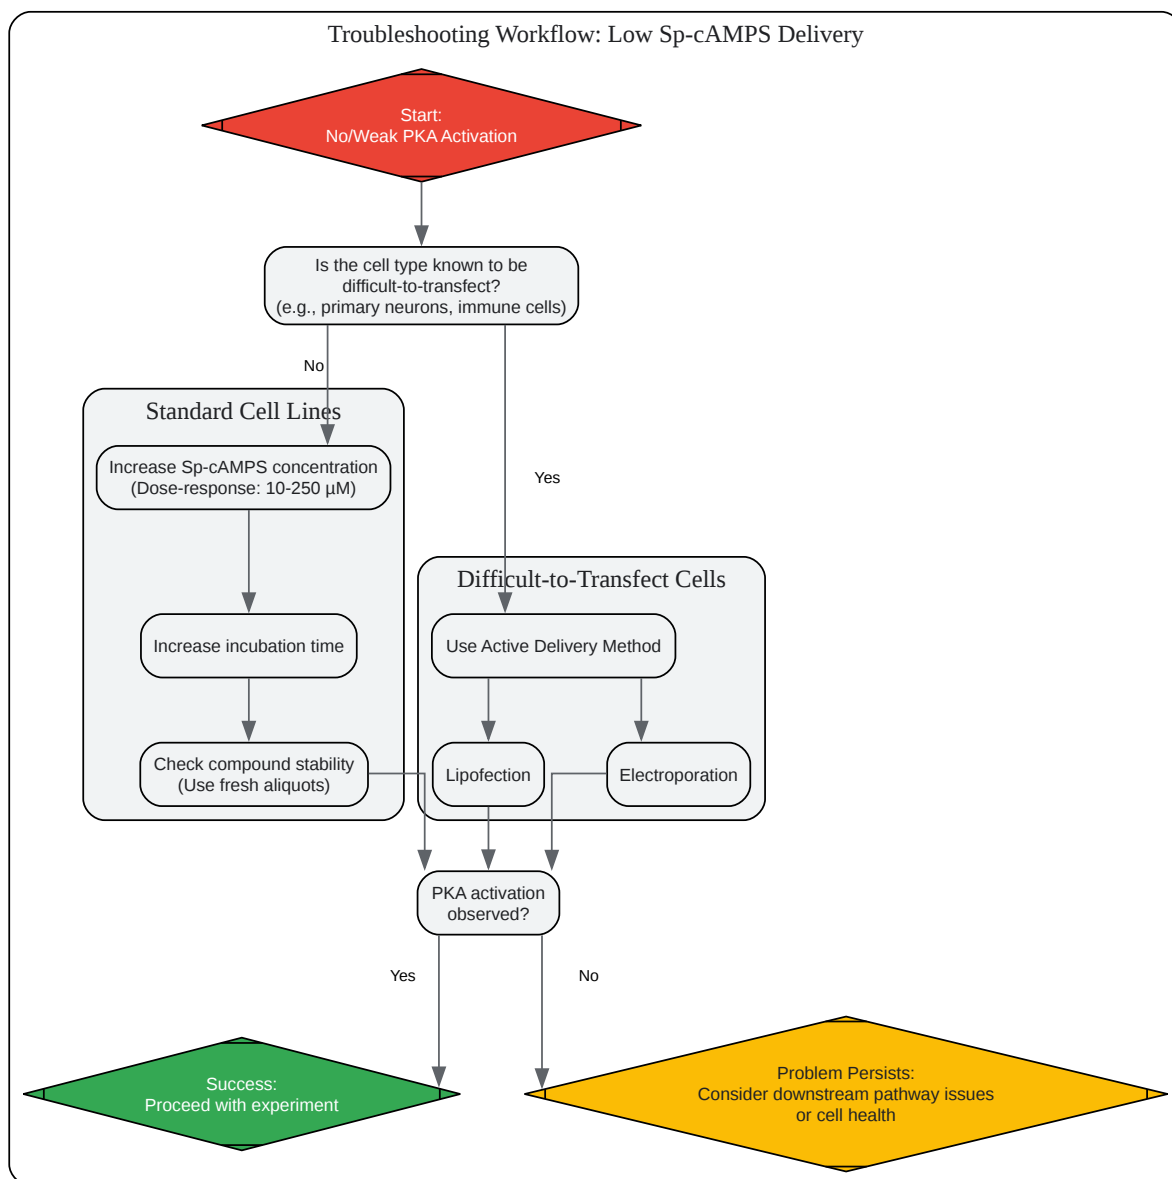 Troubleshooting Workflow: Low Sp-cAMPS Delivery
Start:
No/Weak PKA Activation
Is the cell type known to be
difficult-to-transfect?
(e.g., primary neurons, immune cells)
No
Yes
Standard Cell Lines
Increase Sp-cAMPS concentration
(Dose-response: 10-250 µM)
Increase incubation time
Check compound stability
(Use fresh aliquots)
Difficult-to-Transfect Cells
Use Active Delivery Method
Lipofection
Electroporation
PKA activation
observed?
Yes
No
Success:
Proceed with experiment
Problem Persists:
Consider downstream pathway issues
or cell health